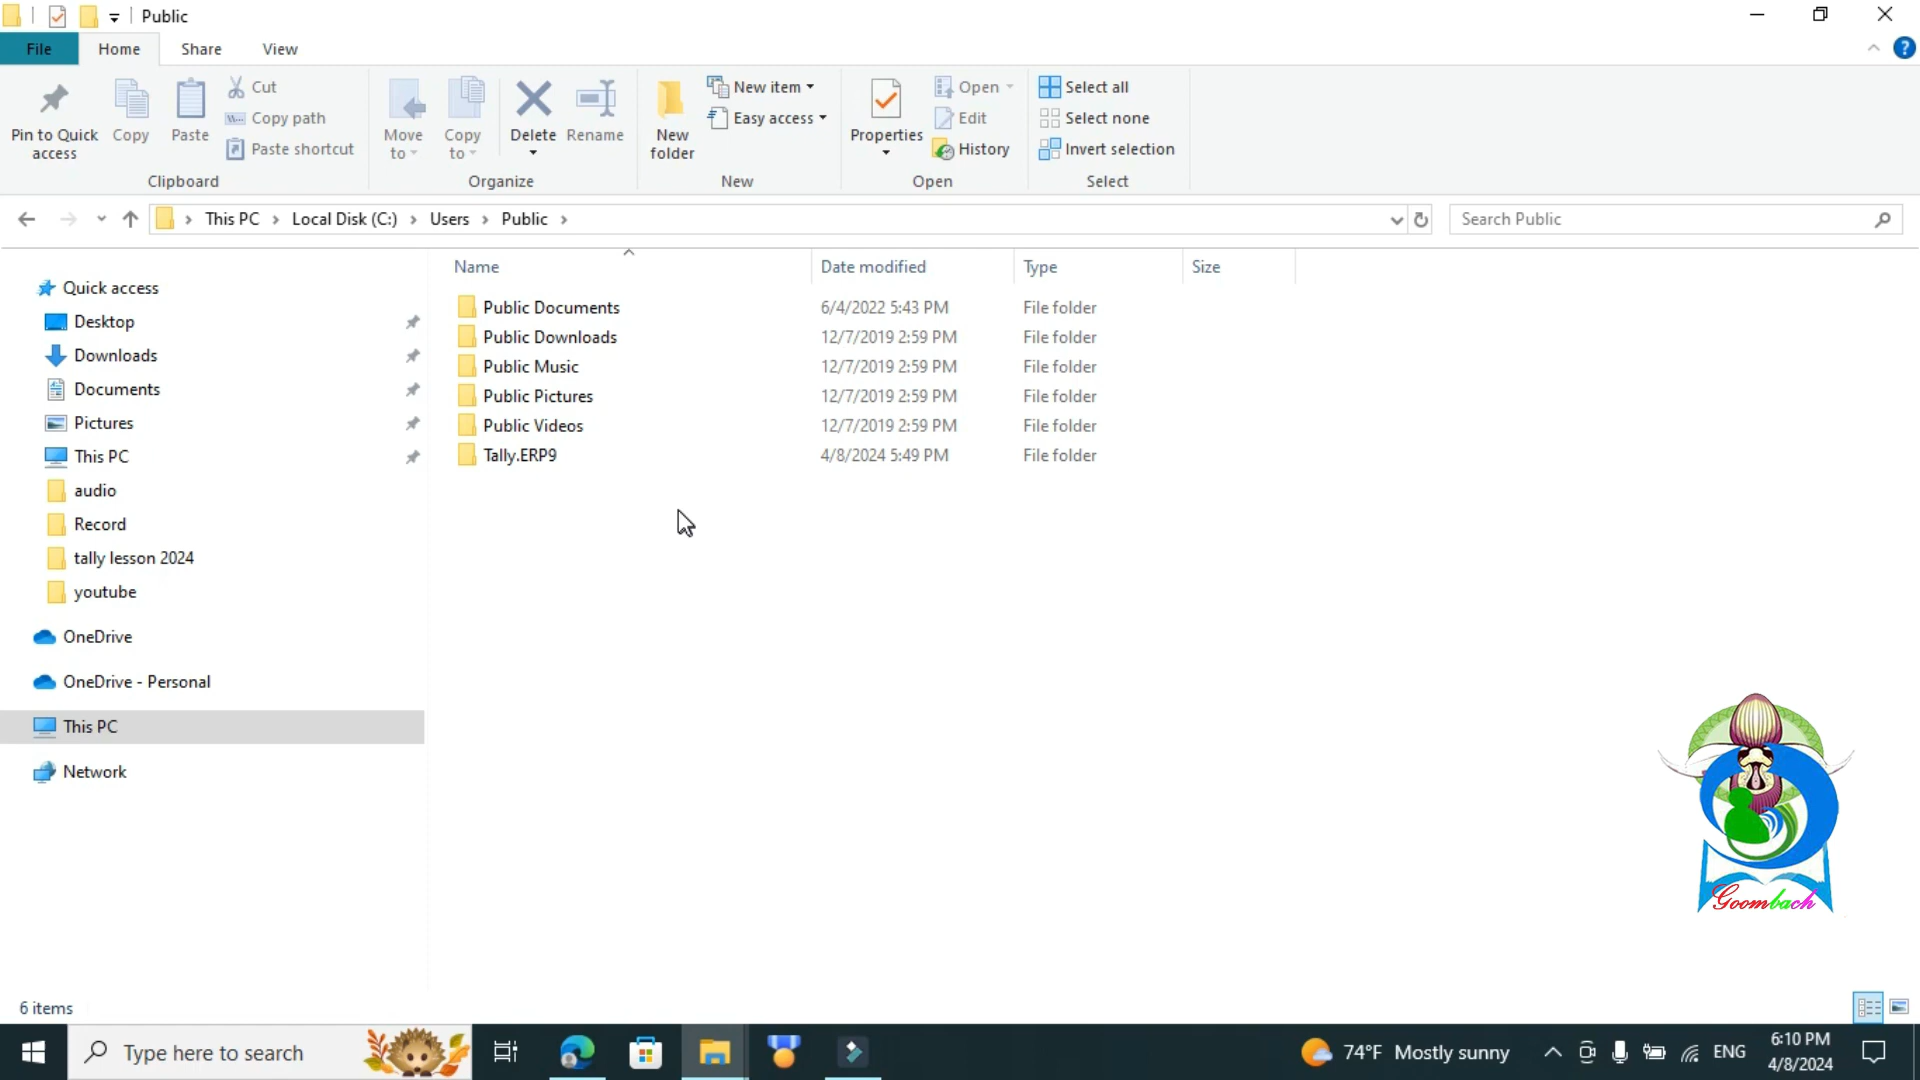 Public
File Home Share View
Pin to Quick access
Copy
Paste
Cut
Copy path
Paste shortcut
Clipboard
Move to
Copy to
Delete
Rename
Organize
New folder
New item
Easy access
New
Properties
Open
Edit
History
Open
Select all
Select none
Invert selection
Select
This PC > Local Disk (C:) > Users > Public >
Search Public
Name Date modified Type Size
Public Documents 6/4/2022 5:43 PM File folder
Public Downloads 12/7/2019 2:59 PM File folder
Public Music 12/7/2019 2:59 PM File folder
Public Pictures 12/7/2019 2:59 PM File folder
Public Videos 12/7/2019 2:59 PM File folder
Tally.ERP9 4/8/2024 5:49 PM File folder
Quick access
Desktop
Downloads
Documents
Pictures
This PC
audio
Record
tally lesson 2024
youtube
OneDrive
OneDrive - Personal
This PC
Network
Goombach
6 items
Type here to search
74°F Mostly sunny
ENG
6:10 PM
4/8/2024